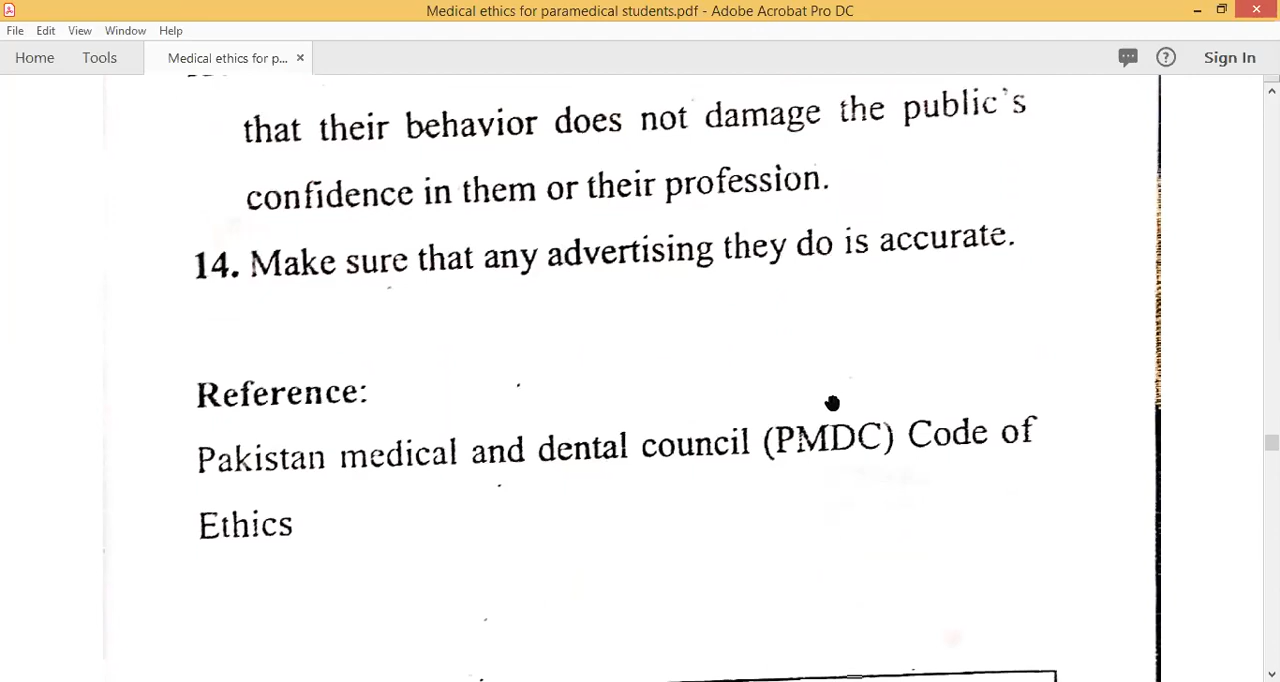 Medical ethics for paramedical students.pdf - Adobe Acrobat Pro DC
File Edit View Window Help
Home Tools Medical ethics for p... × Sign In
that their behavior does not damage the public's
confidence in them or their profession.
14. Make sure that any advertising they do is accurate.
Reference:
Pakistan medical and dental council (PMDC) Code of
Ethics